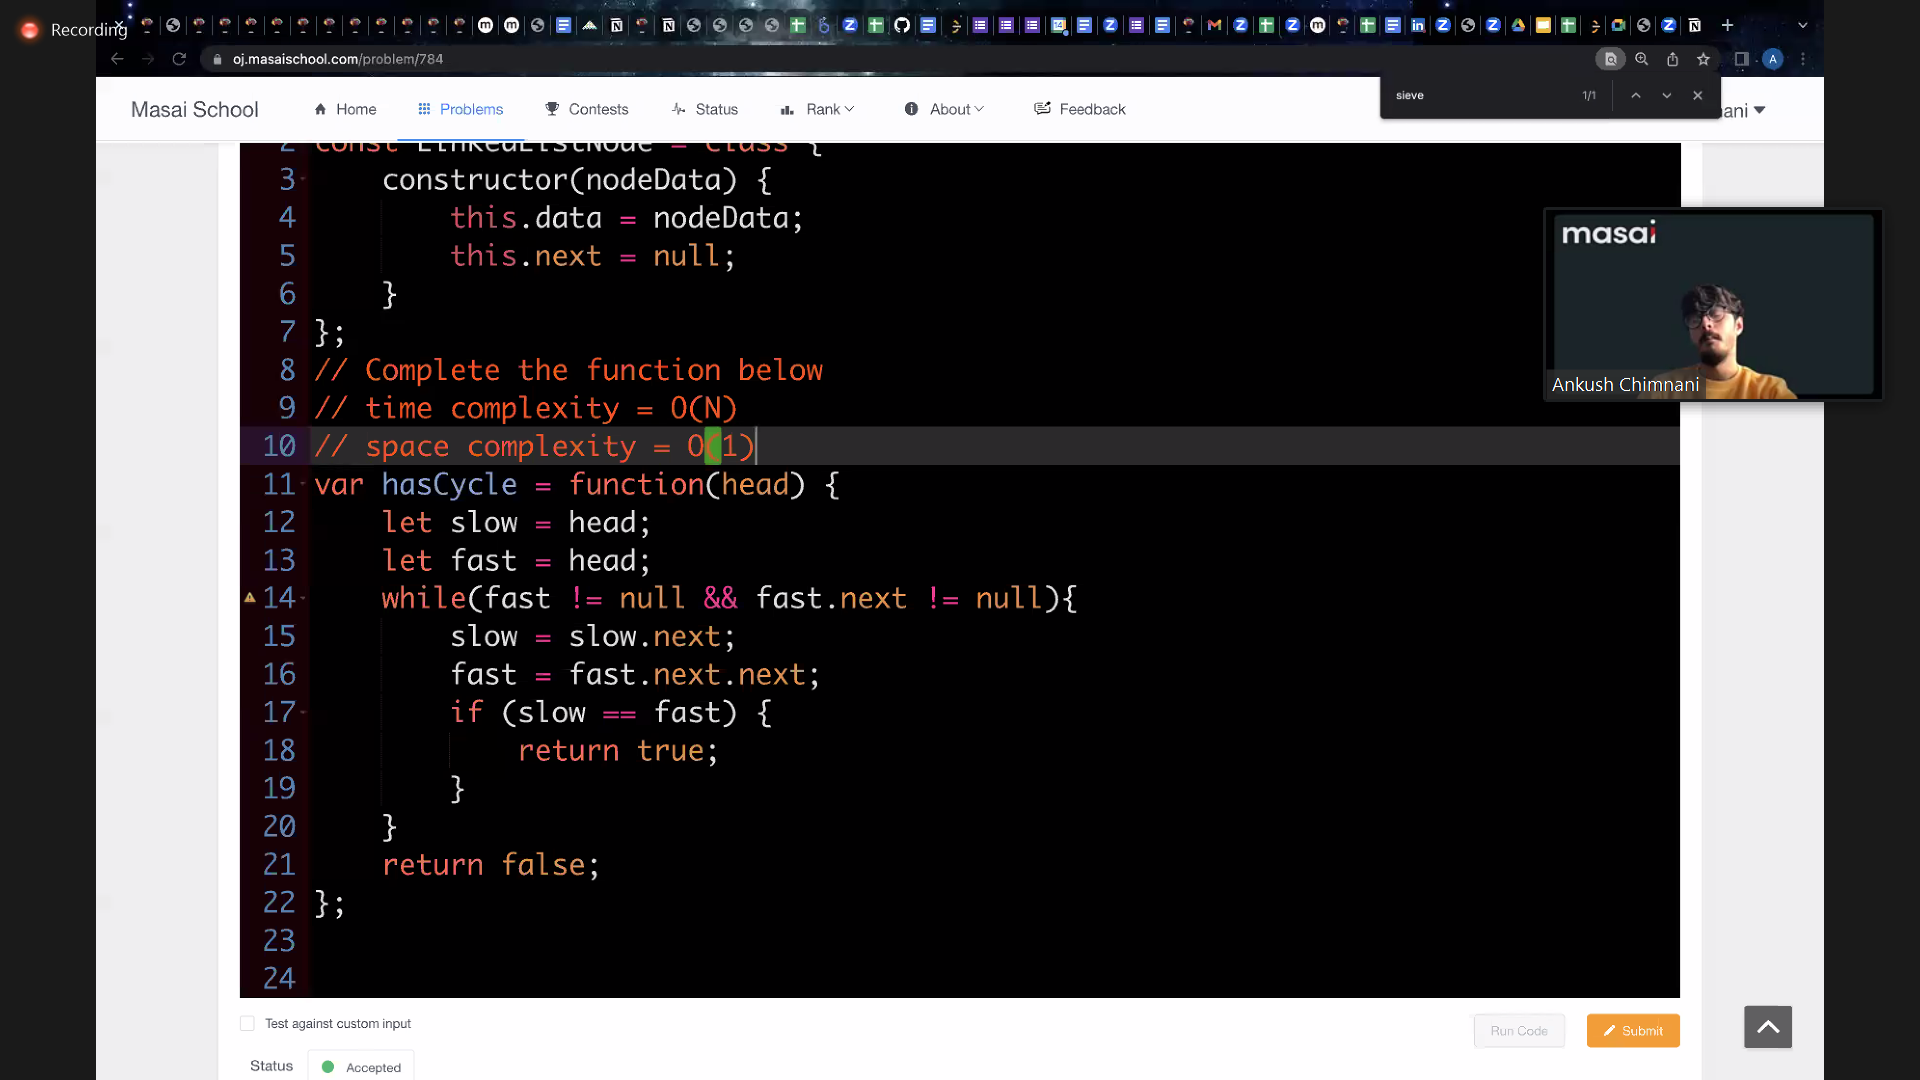 Recording
oj.masaischool.com/problem/784
sieve
1/1
Masai School
Home
Problems
Contests
Status
Rank
About
Feedback
ani
2 const LinkedListNode = class {
3 constructor(nodeData) {
4 this.data = nodeData;
5 this.next = null;
6 }
7 };
8 // Complete the function below
9 // time complexity = O(N)
10 // space complexity = O(1)
11 var hasCycle = function(head) {
12 let slow = head;
13 let fast = head;
14 while(fast != null && fast.next != null){
15 slow = slow.next;
16 fast = fast.next.next;
17 if (slow == fast) {
18 return true;
19 }
20 }
21 return false;
22 };
23
24
masai
Ankush Chimnani
Test against custom input
Run Code
Submit
Status
Accepted